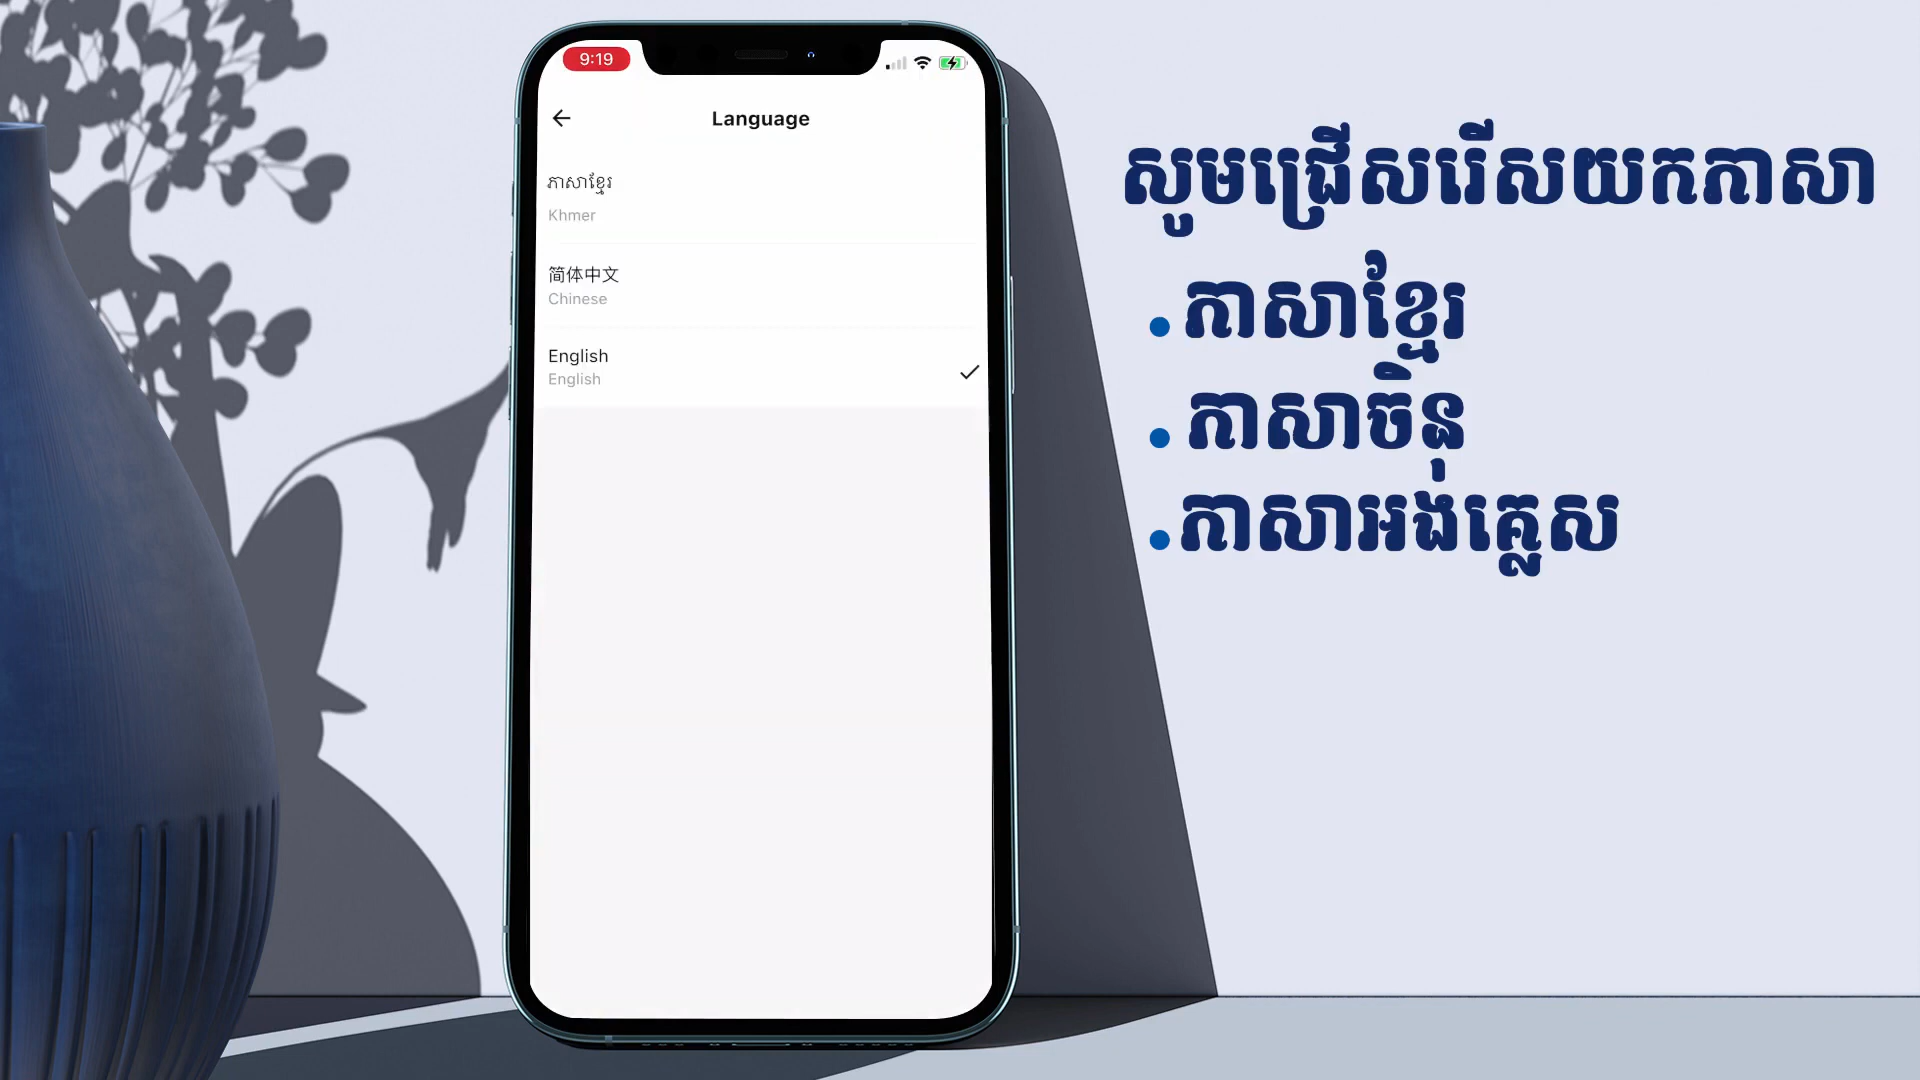 9:19
Language
ភាសាខ្មែរ
Khmer
简体中文
Chinese
English
English
សូមជ្រើសរើសយកភាសា
ភាសាខ្មែរ
ភាសាចិនុ
ភាសាអង់គ្លេស